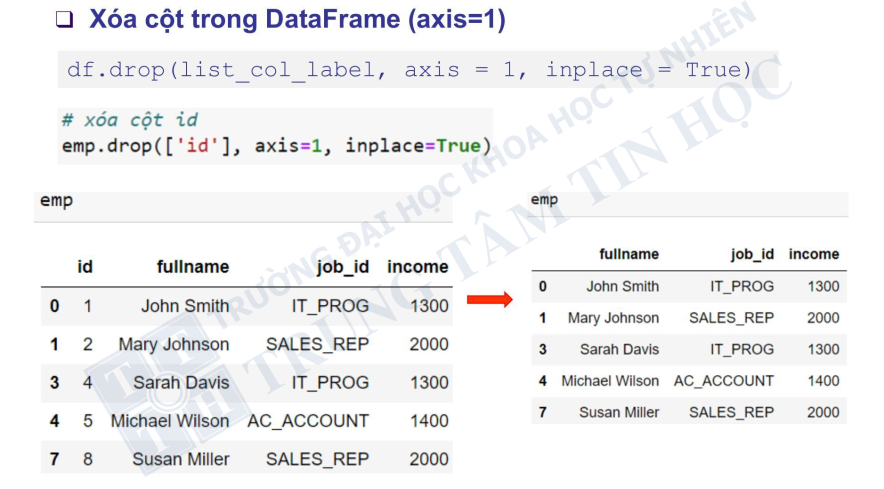 ❑ Xóa cột trong DataFrame (axis=1)
df.drop(list_col_label, axis = 1, inplace = True)
# xóa cột id
emp.drop(['id'], axis=1, inplace=True)
emp
id fullname job_id income
0 1 John Smith IT_PROG 1300
1 2 Mary Johnson SALES_REP 2000
3 4 Sarah Davis IT_PROG 1300
4 5 Michael Wilson AC_ACCOUNT 1400
7 8 Susan Miller SALES_REP 2000
emp
fullname job_id income
0 John Smith IT_PROG 1300
1 Mary Johnson SALES_REP 2000
3 Sarah Davis IT_PROG 1300
4 Michael Wilson AC_ACCOUNT 1400
7 Susan Miller SALES_REP 2000
TRƯỜNG ĐẠI HỌC KHOA HỌC TỰ NHIÊN
TRUNG TÂM TIN HỌC